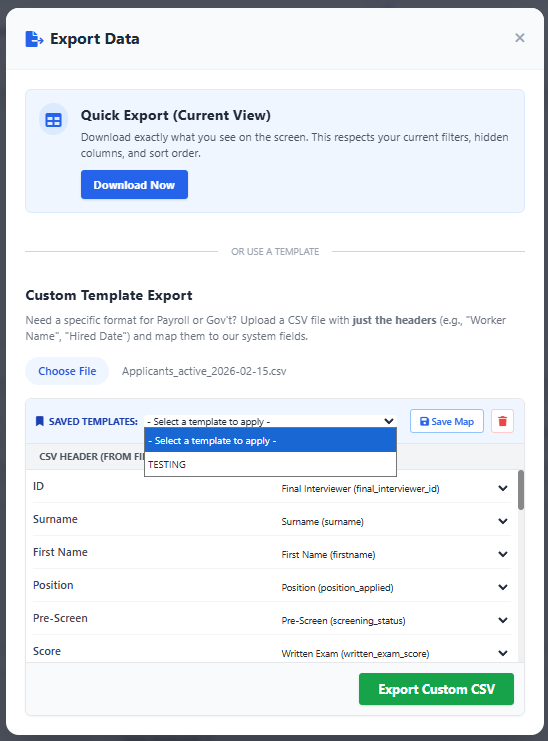 Export Data
Quick Export (Current View)
Download exactly what you see on the screen. This respects your current filters, hidden
columns, and sort order.
Download Now
OR USE A TEMPLATE
Custom Template Export
Need a specific format for Payroll or Gov't? Upload a CSV file with just the headers (e.g., "Worker
Name", "Hired Date") and map them to our system fields.
Choose File
Applicants_active_2026-02-15.csv
SAVED TEMPLATES:
- Select a template to apply -
Save Map
- Select a template to apply -
TESTING
CSV HEADER (FROM
ID
Final Interviewer (final_interviewer_id)
Surname
Surname (surname)
First Name
First Name (firstname)
Position
Position (position_applied)
Pre-Screen
Pre-Screen (screening_status)
Score
Written Exam (written_exam_score)
Export Custom CSV